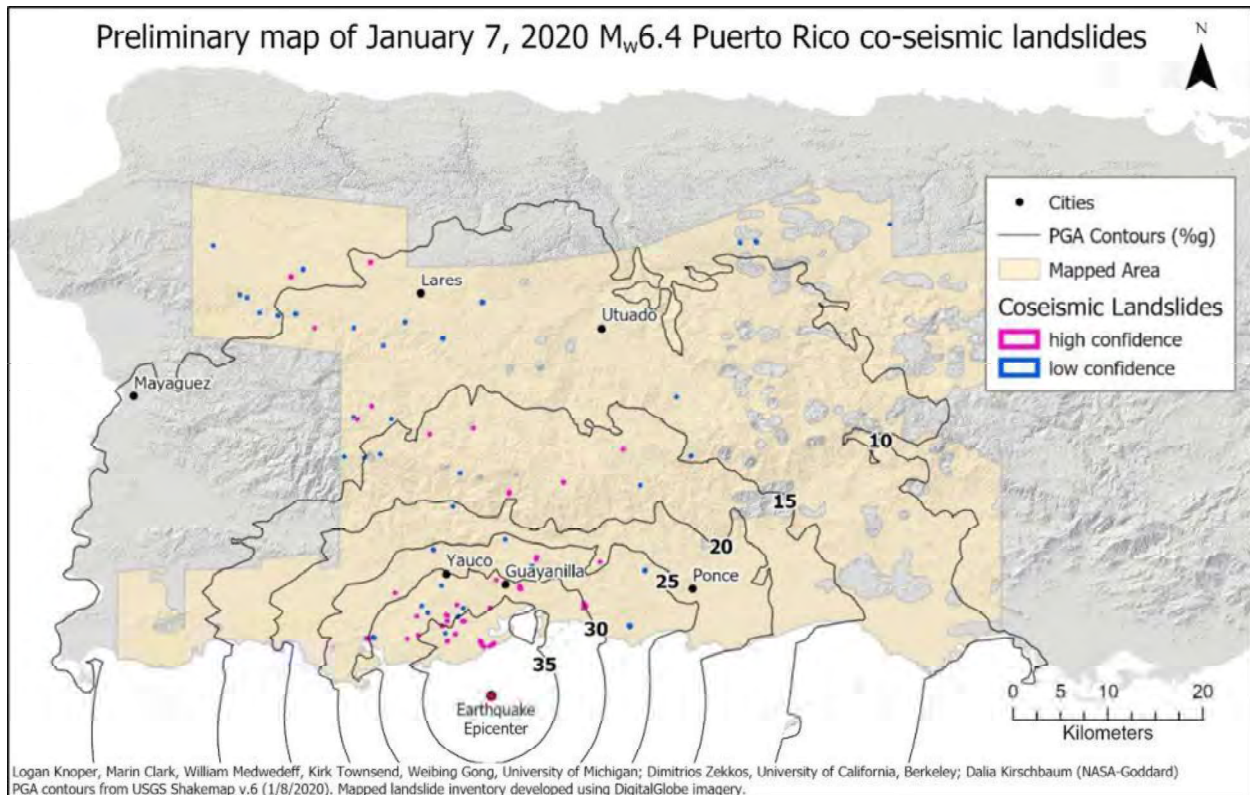 Preliminary map of January 7, 2020 Mw6.4 Puerto Rico co-seismic landslides
N
Cities
PGA Contours (%g)
Mapped Area
Coseismic Landslides
high confidence
low confidence
Lares
Utuado
Mayaguez
10
15
20
Yauco
Guayanilla
25
Ponce
30
35
Earthquake
Epicenter
0 5 10 20
Kilometers
Logan Knoper, Marin Clark, William Medwedeff, Kirk Townsend, Weibing Gong, University of Michigan; Dimitrios Zekkos, University of California, Berkeley; Dalia Kirschbaum (NASA-Goddard)
PGA contours from USGS Shakemap v.6 (1/8/2020). Mapped landslide inventory developed using DigitalGlobe imagery.